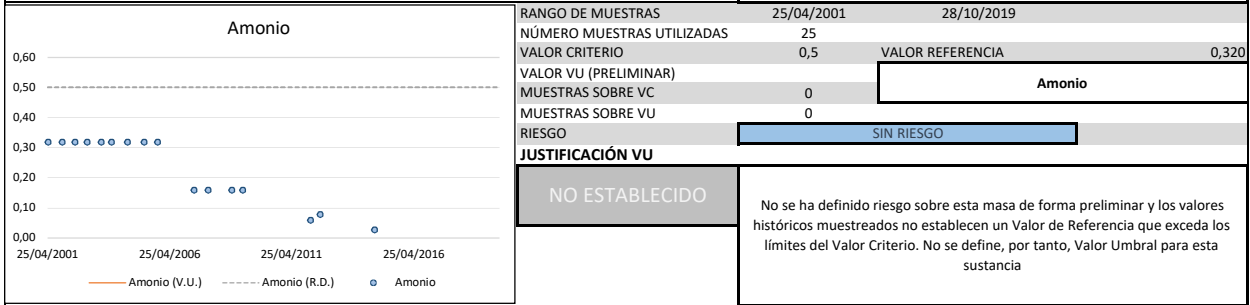 Amonio
0,60
0,50
0,40
0,30
0,20
0,10
0,00
25/04/2001 25/04/2006 25/04/2011 25/04/2016
Amonio (V.U.) Amonio (R.D.) Amonio
RANGO DE MUESTRAS 25/04/2001 28/10/2019
NÚMERO MUESTRAS UTILIZADAS 25
VALOR CRITERIO 0,5 VALOR REFERENCIA 0,320
VALOR VU (PRELIMINAR)
Amonio
MUESTRAS SOBRE VC 0
MUESTRAS SOBRE VU 0
RIESGO SIN RIESGO
JUSTIFICACIÓN VU
NO ESTABLECIDO
No se ha definido riesgo sobre esta masa de forma preliminar y los valores
históricos muestreados no establecen un Valor de Referencia que exceda los
límites del Valor Criterio. No se define, por tanto, Valor Umbral para esta
sustancia